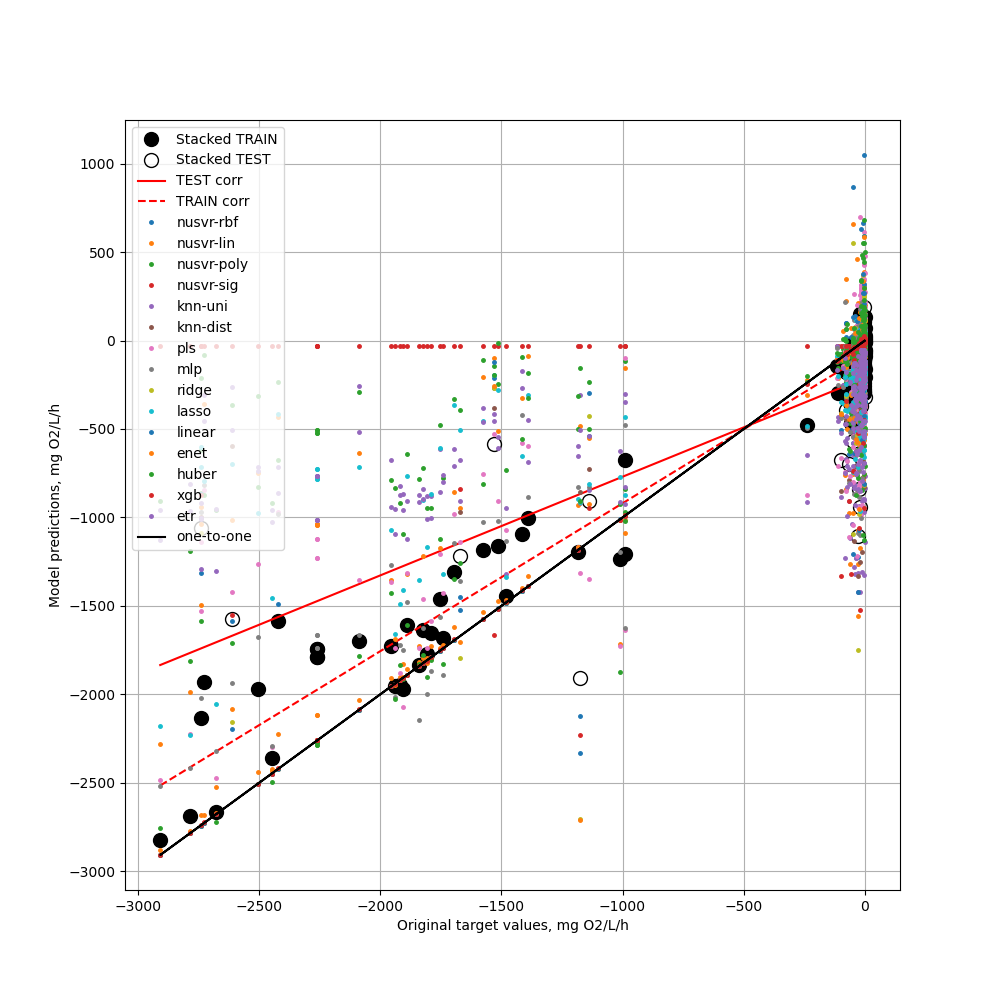 Stacked TRAIN
Stacked TEST
TEST corr
TRAIN corr
nusvr-rbf
nusvr-lin
nusvr-poly
nusvr-sig
knn-uni
knn-dist
pls
mlp
ridge
lasso
linear
enet
huber
xgb
etr
one-to-one
1000
500
0
−500
−1000
−1500
−2000
−2500
−3000
Model predictions, mg O2/L/h
−3000 −2500 −2000 −1500 −1000 −500 0
Original target values, mg O2/L/h